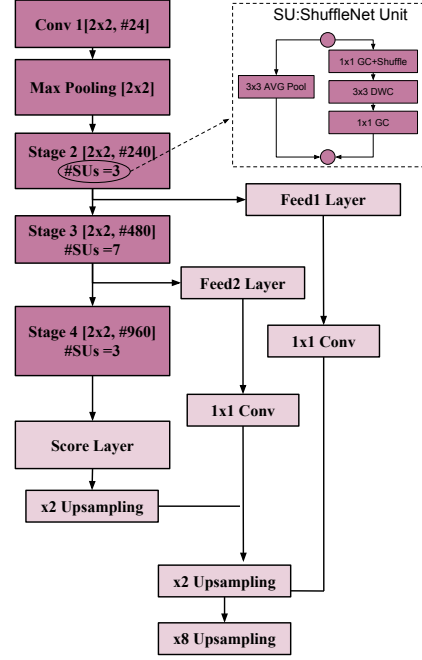 Conv 1[2x2, #24]
Max Pooling [2x2]
Stage 2 [2x2, #240]
#SUs =3
SU:ShuffleNet Unit
3x3 AVG Pool
1x1 GC+Shuffle
3x3 DWC
1x1 GC
Feed1 Layer
Stage 3 [2x2, #480]
#SUs =7
Feed2 Layer
Stage 4 [2x2, #960]
#SUs =3
1x1 Conv
1x1 Conv
Score Layer
x2 Upsampling
x2 Upsampling
x8 Upsampling